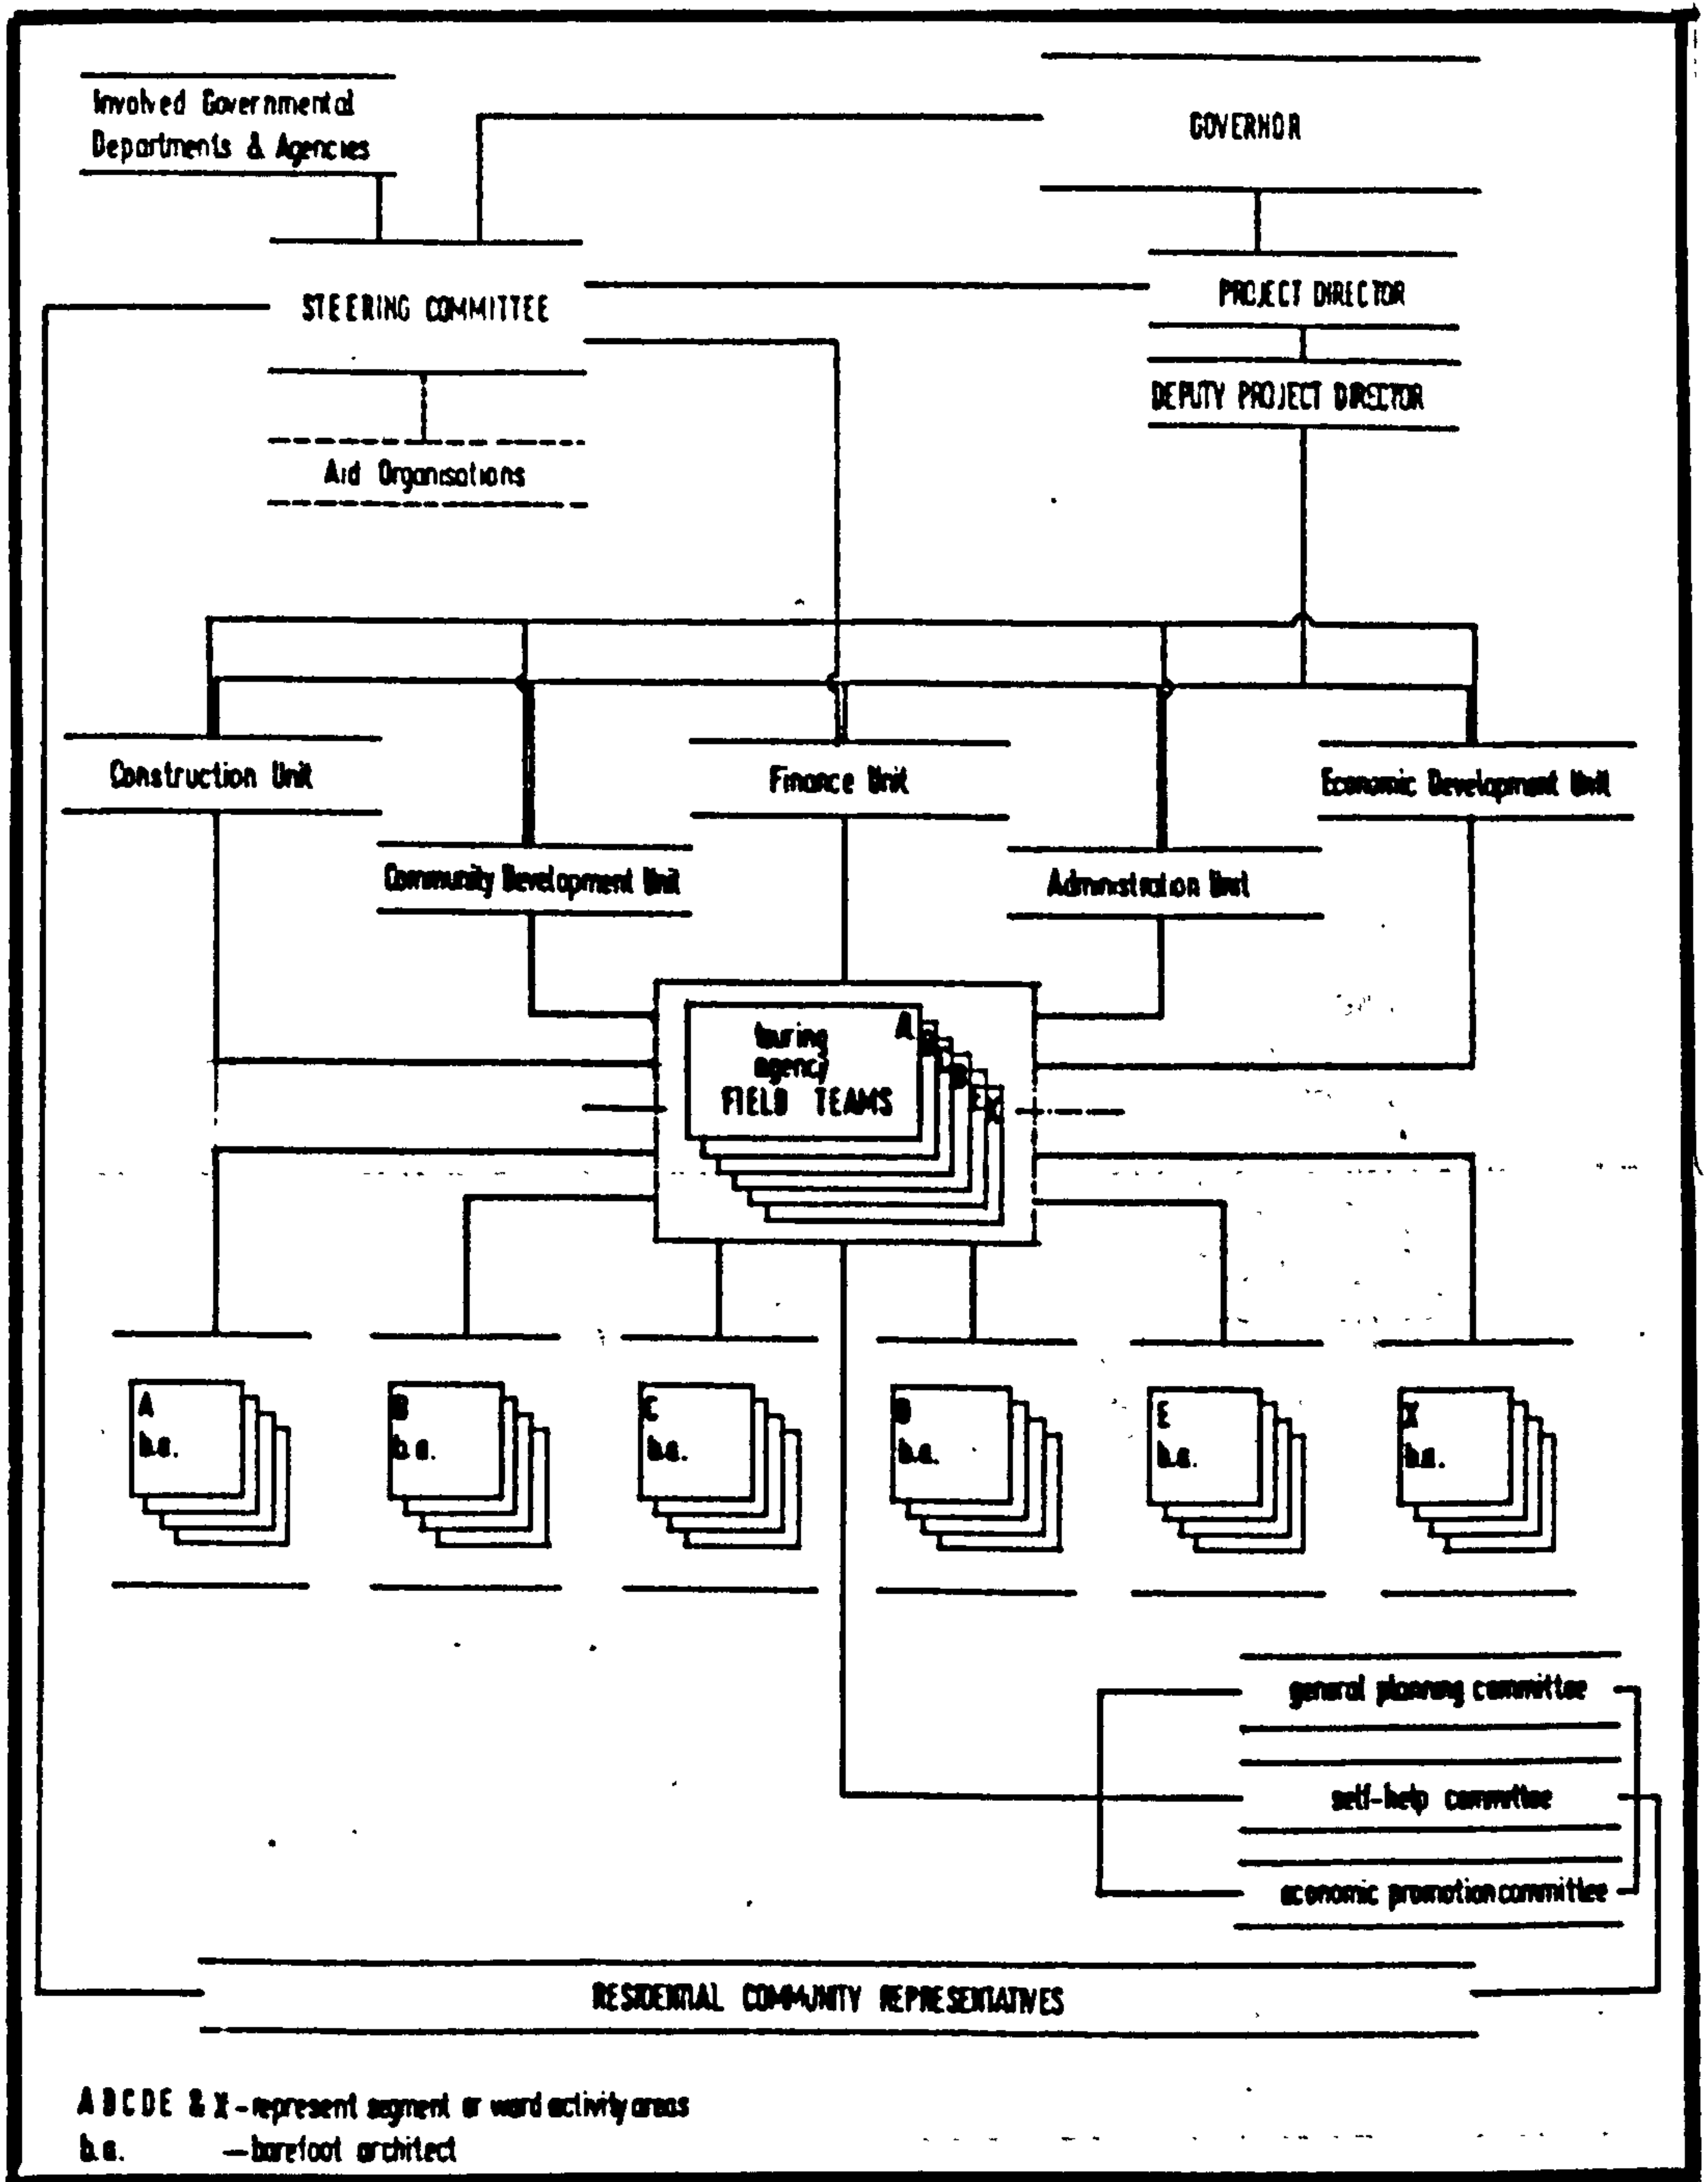 Involved Governmental
Departments & Agencies
GOVERNOR
STEERING COMMITTEE
PROJECT DIRECTOR
DEPUTY PROJECT DIRECTOR
Aid Organisations
Construction Unit
Finance Unit
Economic Development Unit
Community Development Unit
Administration Unit
touring
agency
FIELD TEAMS
A
D
E
X
A
b.a.
B
b.a.
C
b.a.
D
b.a.
E
b.a.
X
b.a.
general planning committee
self-help committee
economic promotion committee
RESIDENTIAL COMMUNITY REPRESENTATIVES
A B C D E & X - represent segment or ward activity areas
b.a. — barefoot architect